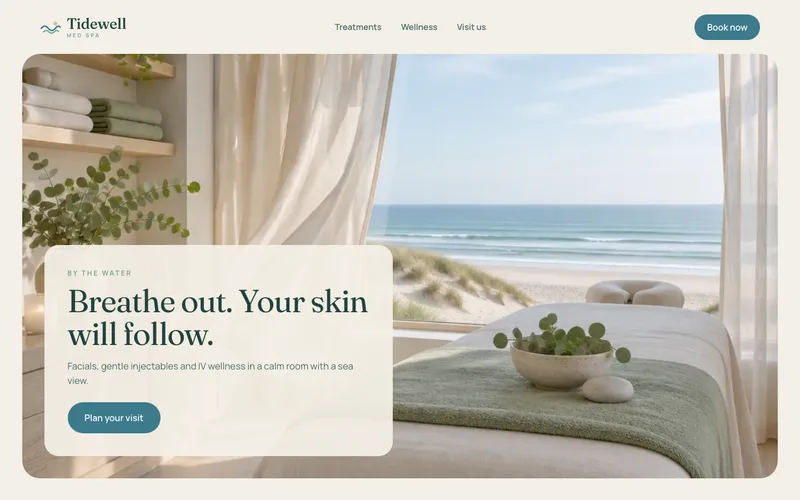 Tidewell
MED SPA
Treatments
Wellness
Visit us
Book now
BY THE WATER
Breathe out. Your skin
will follow.
Facials, gentle injectables and IV wellness in a calm room with a sea
view.
Plan your visit